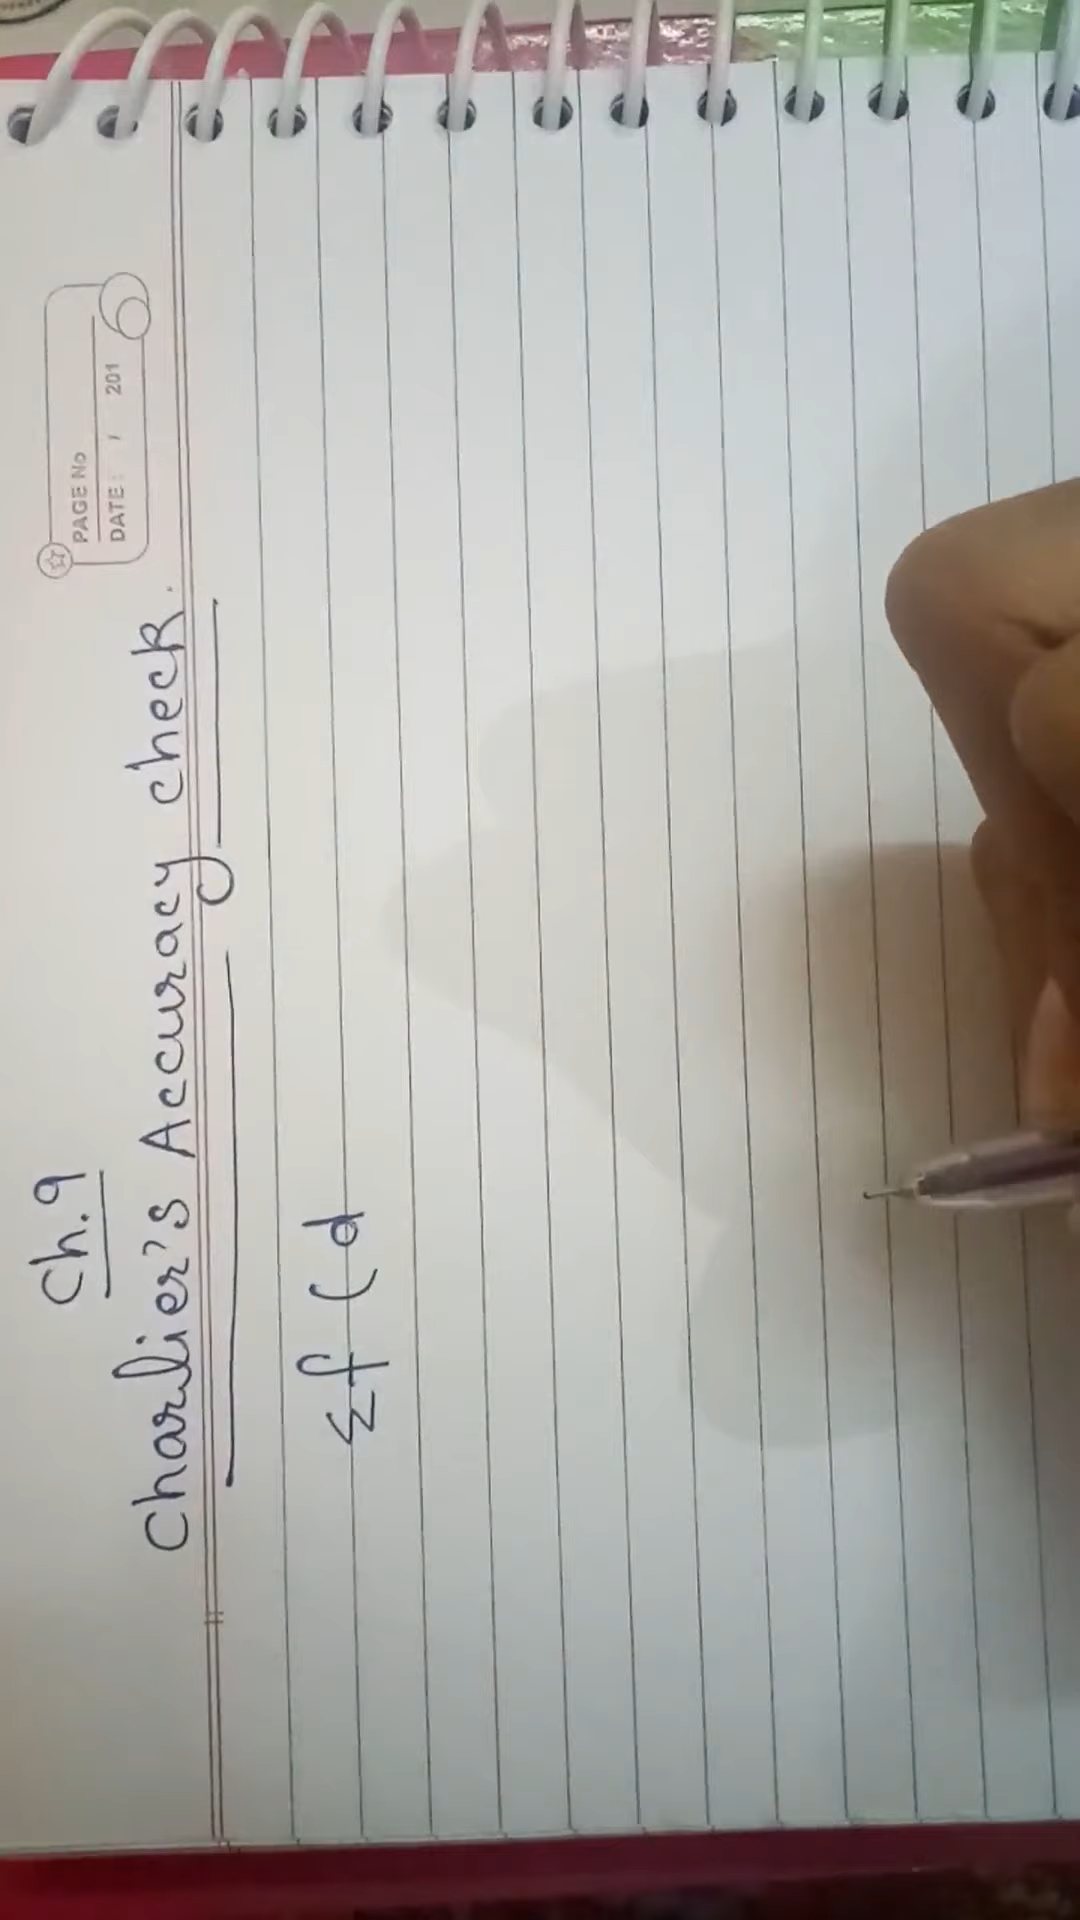 PAGE No
DATE : / 201
Ch.9
Charlier's Accuracy check.
Σf (d